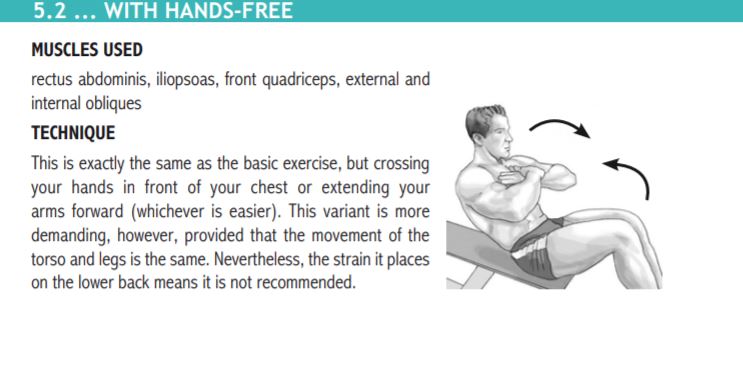 5.2 ... WITH HANDS-FREE
MUSCLES USED
rectus abdominis, iliopsoas, front quadriceps, external and
internal obliques
TECHNIQUE
This is exactly the same as the basic exercise, but crossing
your hands in front of your chest or extending your
arms forward (whichever is easier). This variant is more
demanding, however, provided that the movement of the
torso and legs is the same. Nevertheless, the strain it places
on the lower back means it is not recommended.